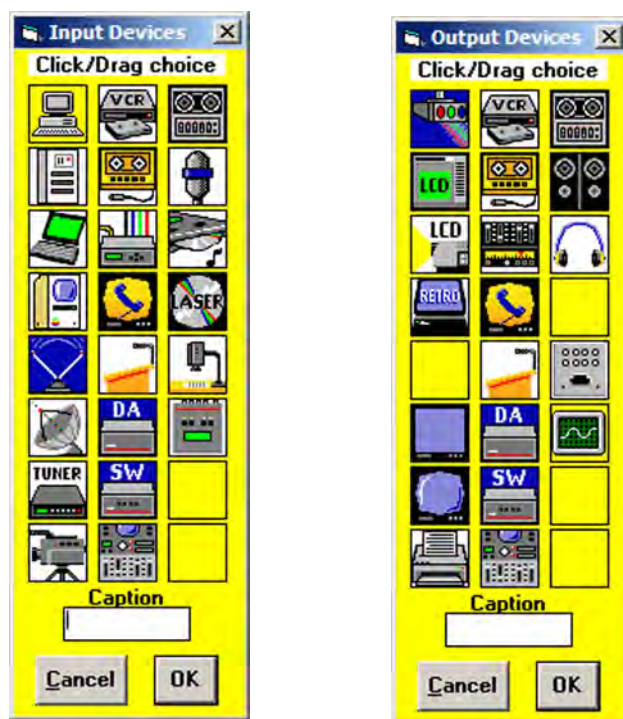 Input Devices
Click/Drag choice
VCR
LASER
DA
TUNER
SW
Caption
Cancel
OK
Output Devices
Click/Drag choice
VCR
LCD
LCD
RETRO
DA
SW
Caption
Cancel
OK